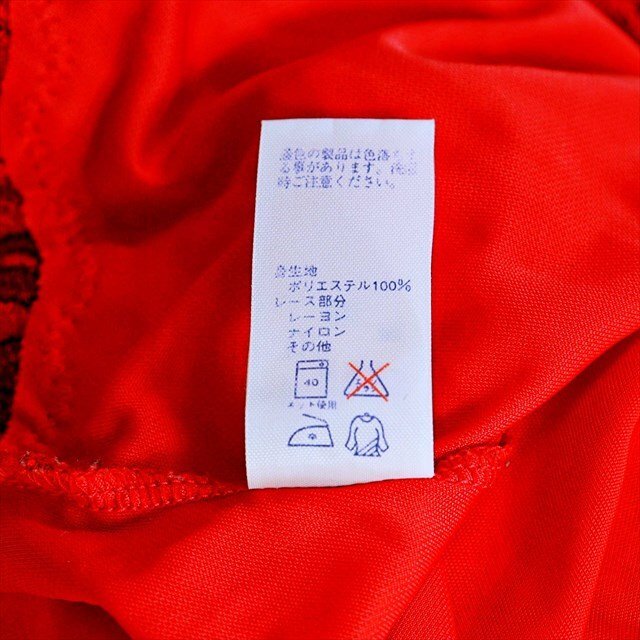 濃色の製品は色落ちす
る事があります。洗濯
時ご注意ください。
身生地
ポリエステル100%
レース部分
レーヨン
ナイロン
その他
40
ネット使用